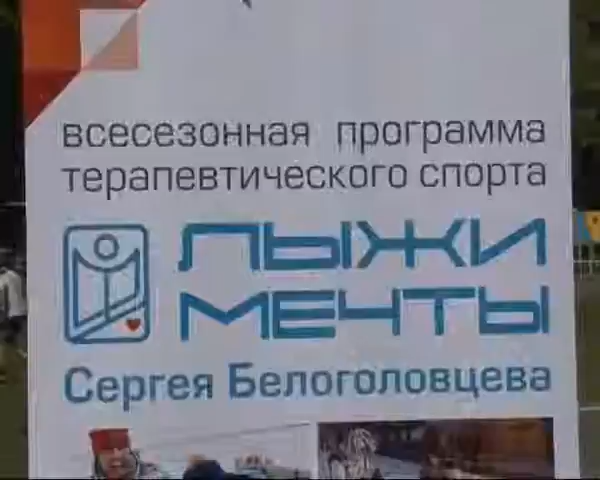 всесезонная программа
терапевтического спорта
ЛЫЖИ
МЕЧТЫ
Сергея Белоголовцева